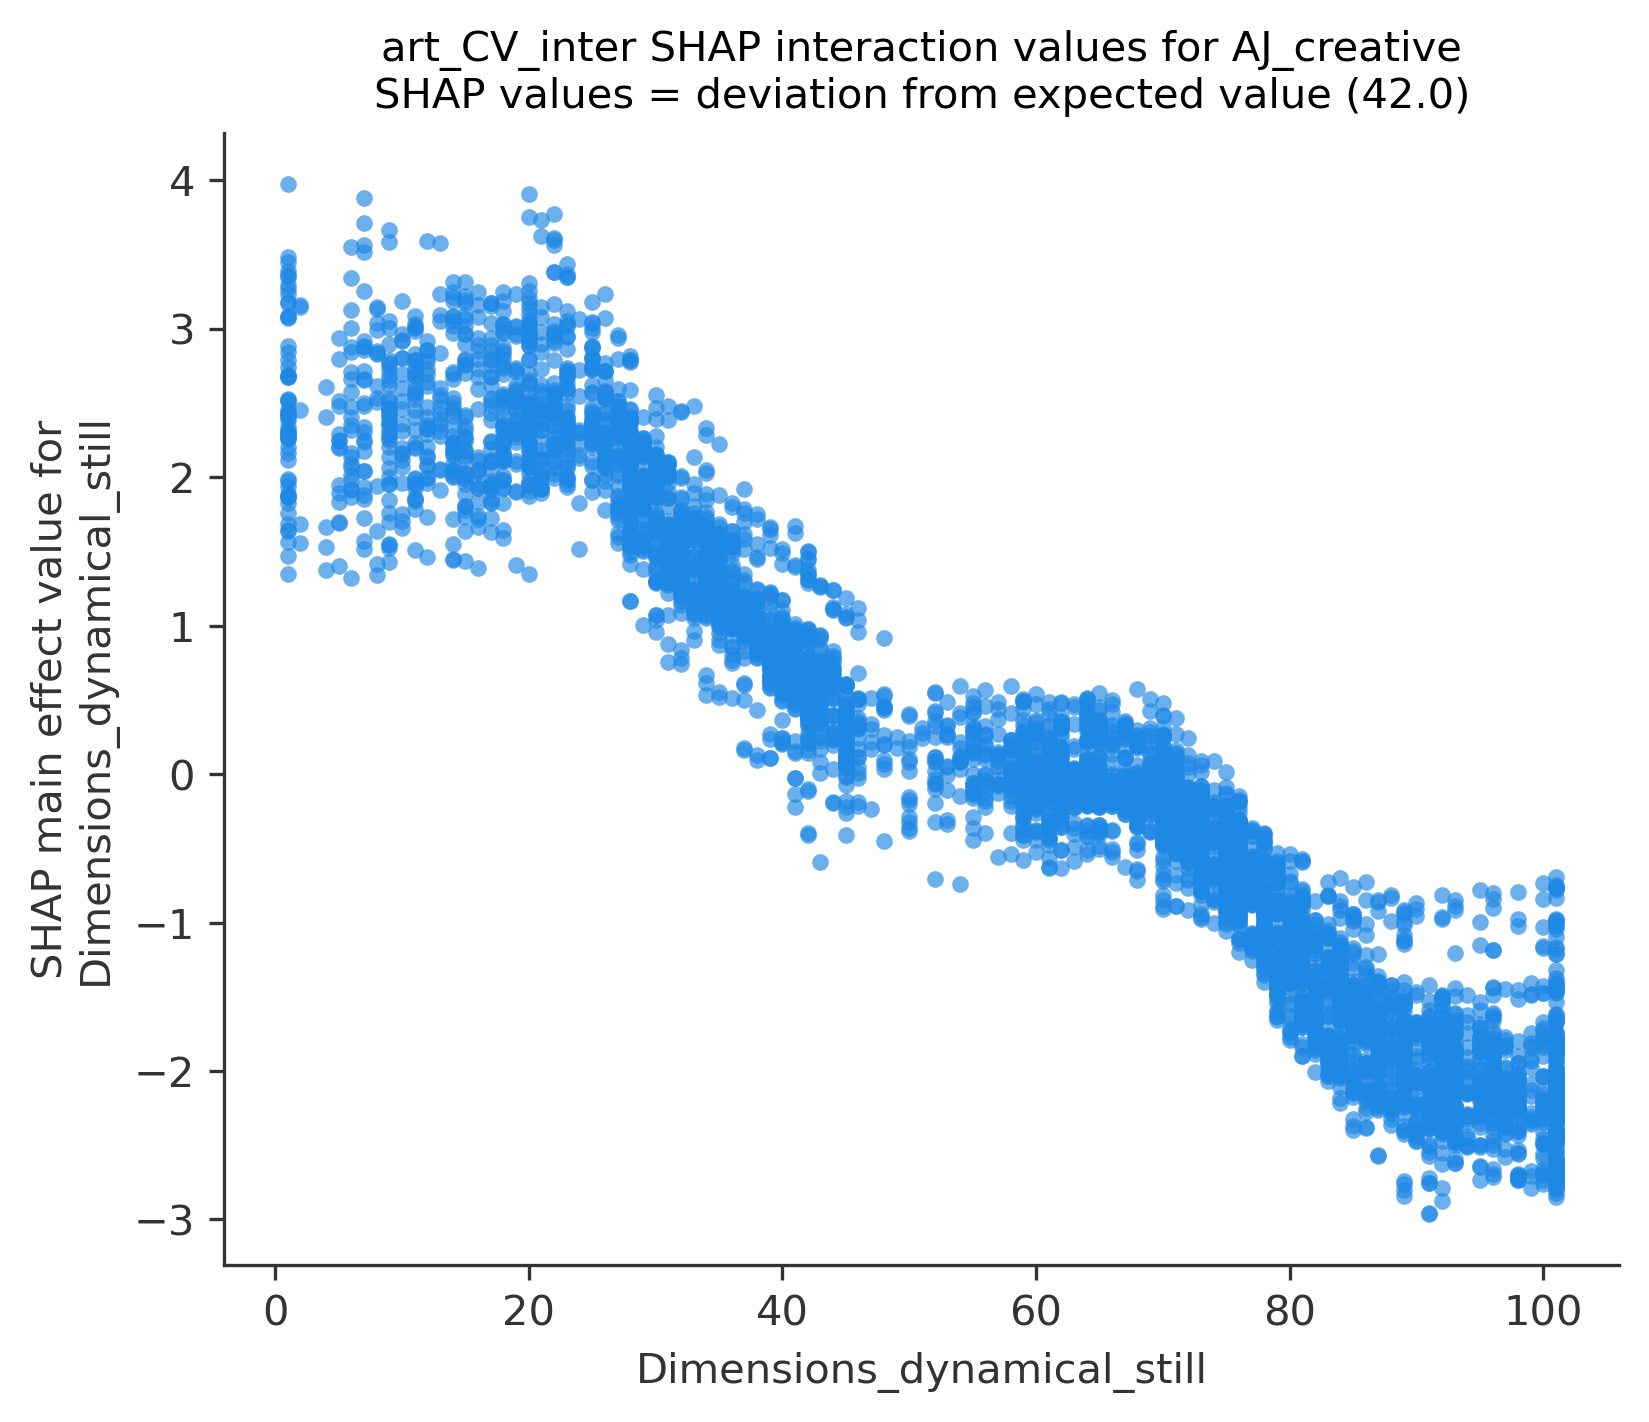 art_CV_inter SHAP interaction values for AJ_creative
SHAP values = deviation from expected value (42.0)
SHAP main effect value for
Dimensions_dynamical_still
4
3
2
1
0
−1
−2
−3
0
20
40
60
80
100
Dimensions_dynamical_still